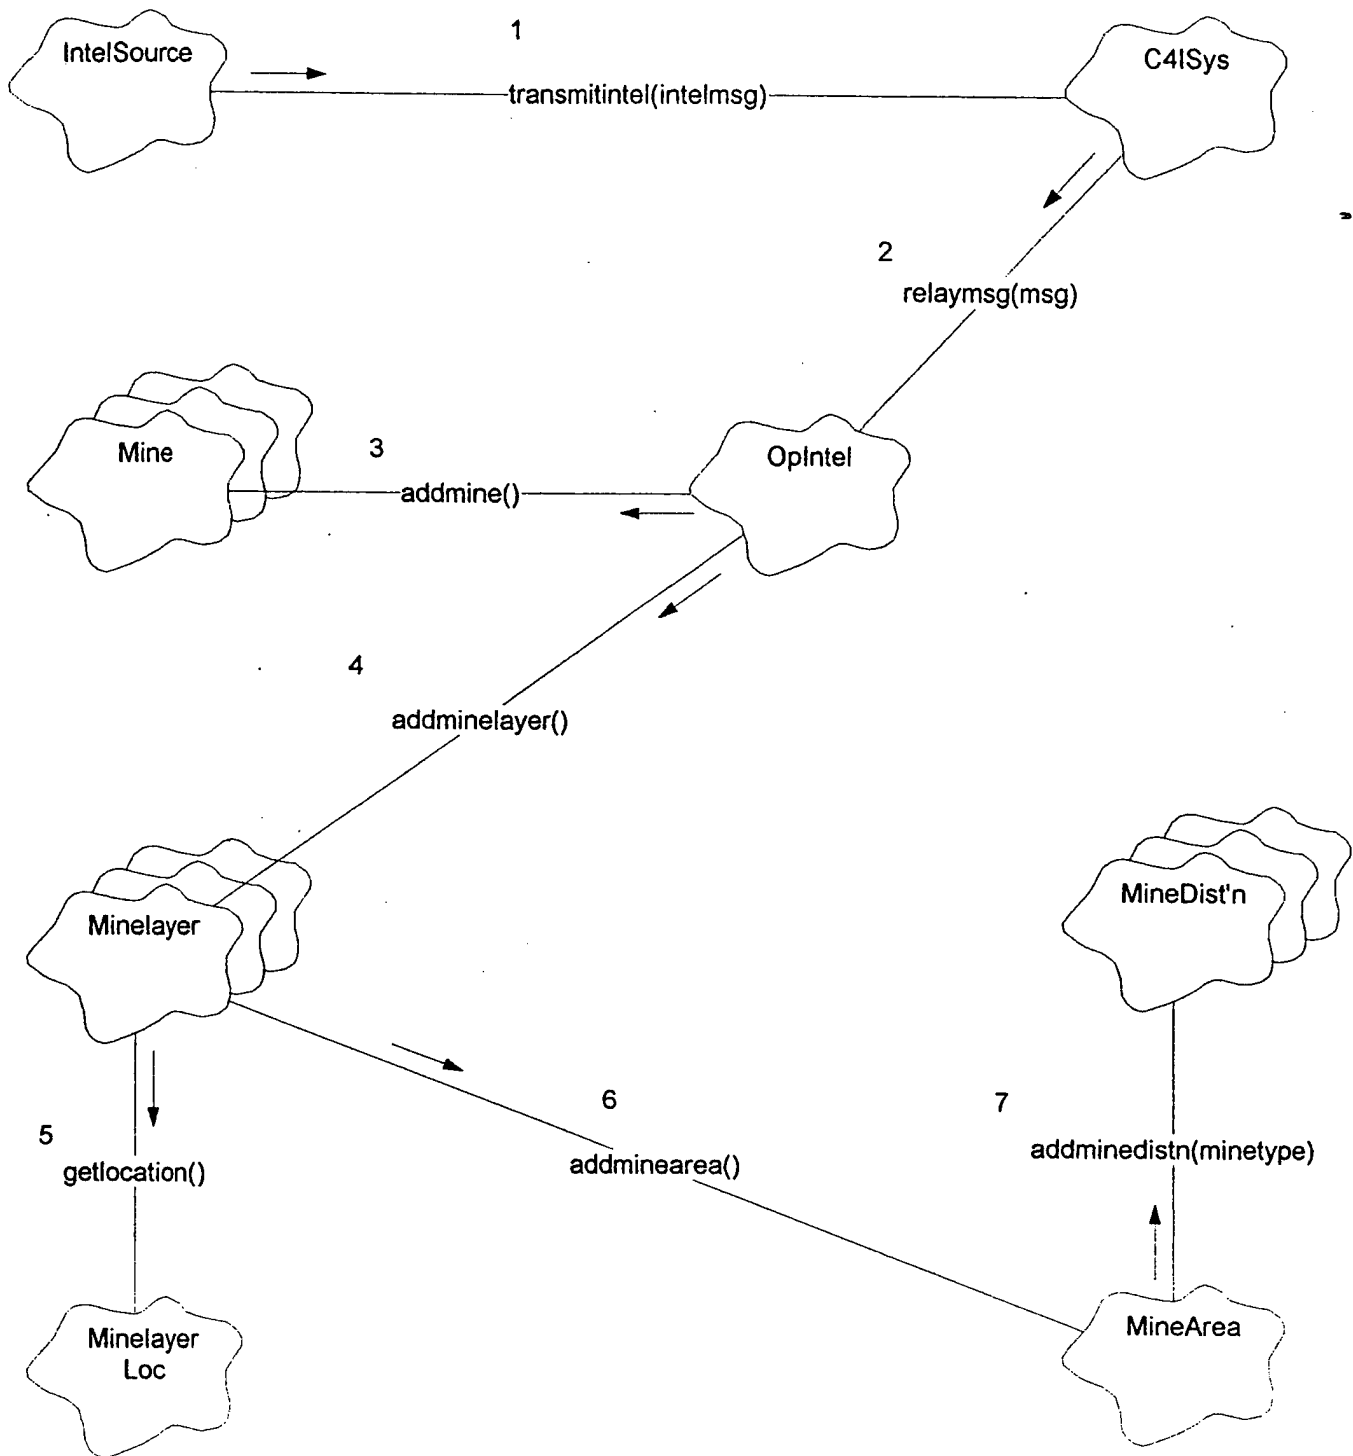 1
IntelSource
C4ISys
transmitintel(intelmsg)
2
relaymsg(msg)
Mine
3
OpIntel
addmine()
4
addminelayer()
Minelayer
MineDist'n
6
7
5
addminedistn(minetype)
getlocation()
addminearea()
Minelayer
Loc
MineArea